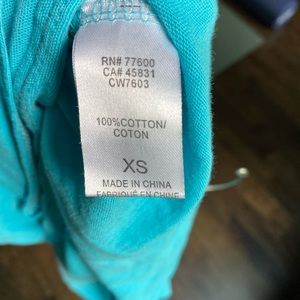 RN# 77600
CA# 45831
CW7603
100%COTTON/
COTON
XS
MADE IN CHINA
FABRIQUÉ EN CHINE